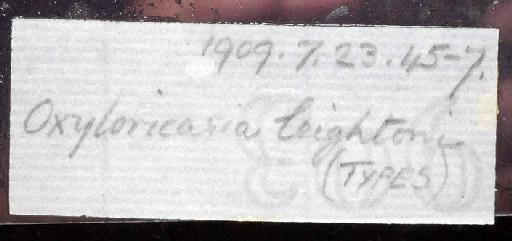 1909.7.23.45-7.
Oxyloricaria leightoni
(TYPES)